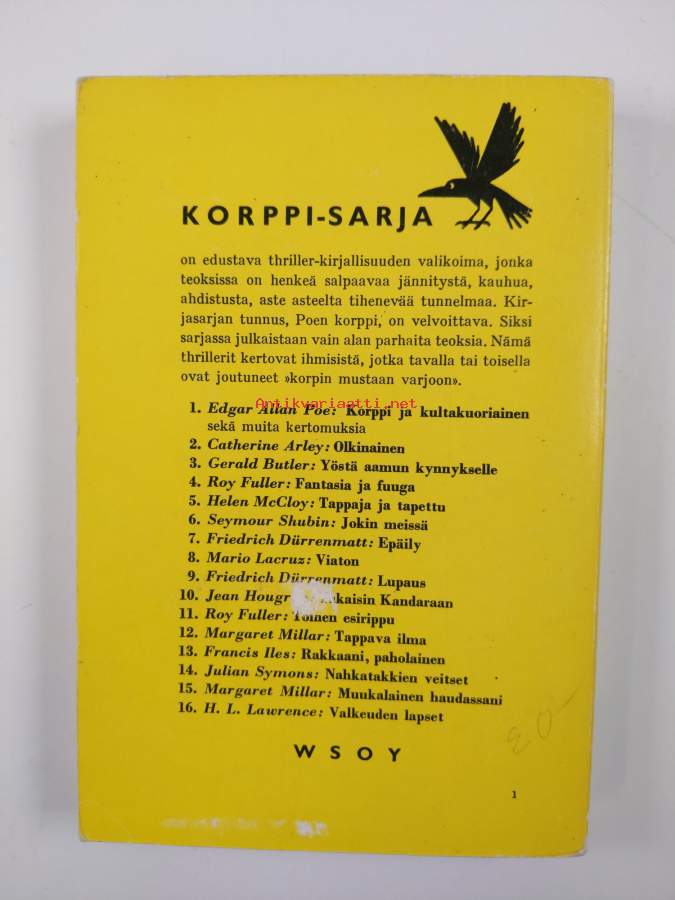 KORPPI-SARJA
on edustava thriller-kirjallisuuden valikoima, jonka
teoksissa on henkeä salpaavaa jännitystä, kauhua,
ahdistusta, aste asteelta tihenevää tunnelmaa. Kir-
jasarjan tunnus, Poen korppi, on velvoittava. Siksi
sarjassa julkaistaan vain alan parhaita teoksia. Nämä
thrillerit kertovat ihmisistä, jotka tavalla tai toisella
ovat joutuneet »korpin mustaan varjoon».
Antikvariaatti.net
1. Edgar Allan Poe: Korppi ja kultakuoriainen
sekä muita kertomuksia
2. Catherine Arley: Olkinainen
3. Gerald Butler: Yöstä aamun kynnykselle
4. Roy Fuller: Fantasia ja fuuga
5. Helen McCloy: Tappaja ja tapettu
6. Seymour Shubin: Jokin meissä
7. Friedrich Dürrenmatt: Epäily
8. Mario Lacruz: Viaton
9. Friedrich Dürrenmatt: Lupaus
10. Jean Hougr Kandaraan
11. Roy Fuller: Toinen esirippu
12. Margaret Millar: Tappava ilma
13. Francis Iles: Rakkaani, paholainen
14. Julian Symons: Nahkatakkien veitset
15. Margaret Millar: Muukalainen haudassani
16. H. L. Lawrence: Valkeuden lapset
20
WSOY
1